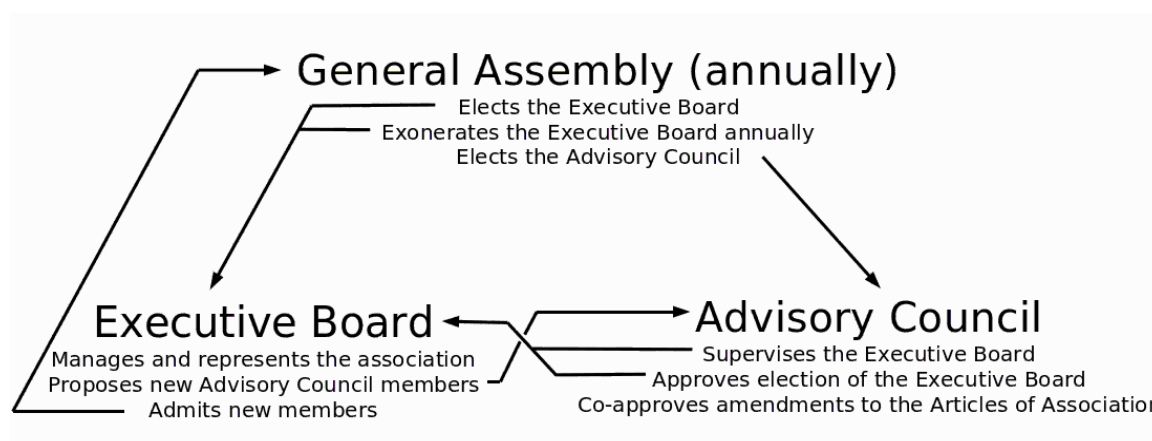 General Assembly (annually)
Elects the Executive Board
Exonerates the Executive Board annually
Elects the Advisory Council
Executive Board
Manages and represents the association
Proposes new Advisory Council members
Admits new members
Advisory Council
Supervises the Executive Board
Approves election of the Executive Board
Co-approves amendments to the Articles of Associatio